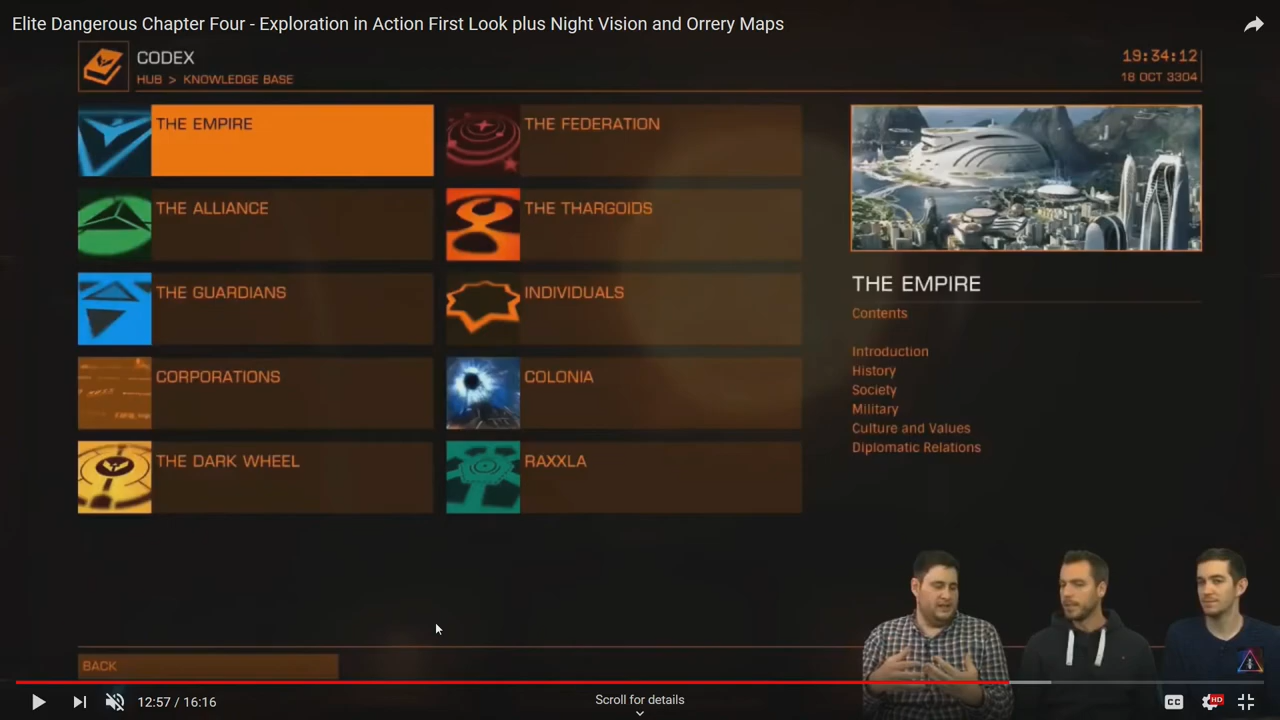 Elite Dangerous Chapter Four - Exploration in Action First Look plus Night Vision and Orrery Maps
CODEX
HUB > KNOWLEDGE BASE
19:34:12
18 OCT 3304
THE EMPIRE
THE FEDERATION
THE ALLIANCE
THE THARGOIDS
THE GUARDIANS
INDIVIDUALS
CORPORATIONS
COLONIA
THE DARK WHEEL
RAXXLA
THE EMPIRE
Contents
Introduction
History
Society
Military
Culture and Values
Diplomatic Relations
BACK
12:57 / 16:16
Scroll for details
CC
HD